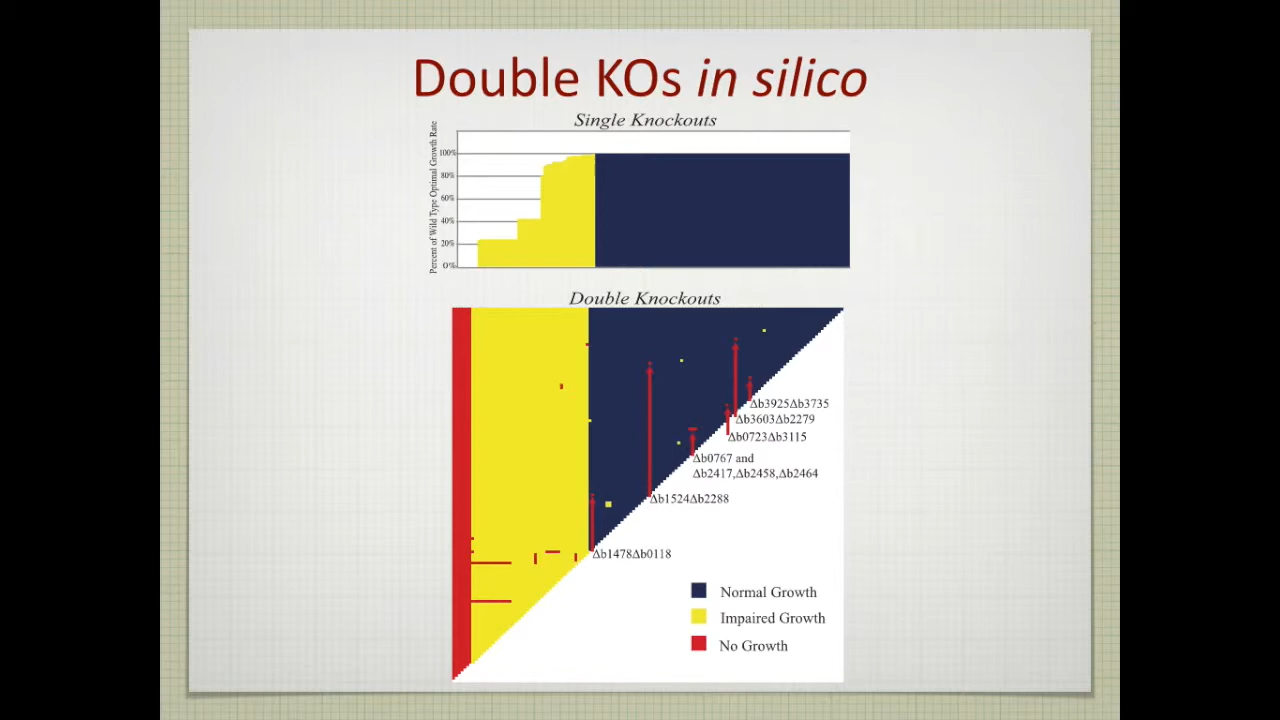 Double KOs in silico
Single Knockouts
Percent of Wild Type Optimal Growth Rate
100%
80%
60%
40%
20%
0%
Double Knockouts
Δb3925Δb3735
Δb3603Δb2279
Δb0723Δb3115
Δb0767 and
Δb2417,Δb2458,Δb2464
Δb1524Δb2288
Δb1478Δb0118
Normal Growth
Impaired Growth
No Growth